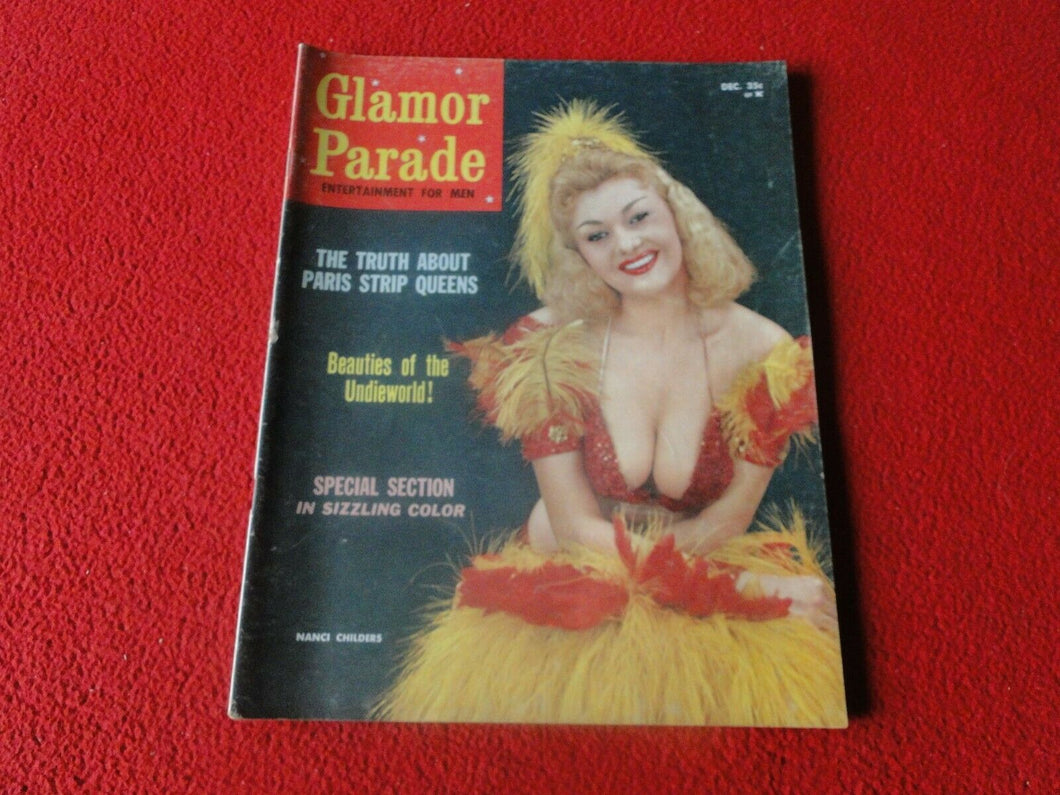 Glamor
Parade
ENTERTAINMENT FOR MEN
DEC. 35c
THE TRUTH ABOUT
PARIS STRIP QUEENS
Beauties of the
Undieworld!
SPECIAL SECTION
IN SIZZLING COLOR
NANCI CHILDERS